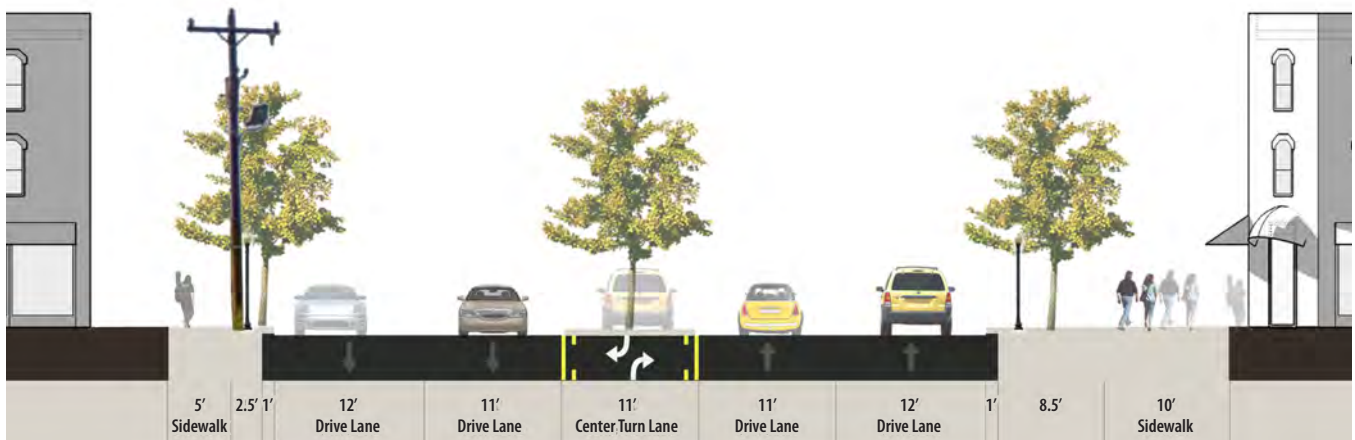 5′ 2.5′ 1′ 12′ 11′ 11′ 11′ 12′ 1′ 8.5′ 10′
Sidewalk Drive Lane Drive Lane Center Turn Lane Drive Lane Drive Lane Sidewalk